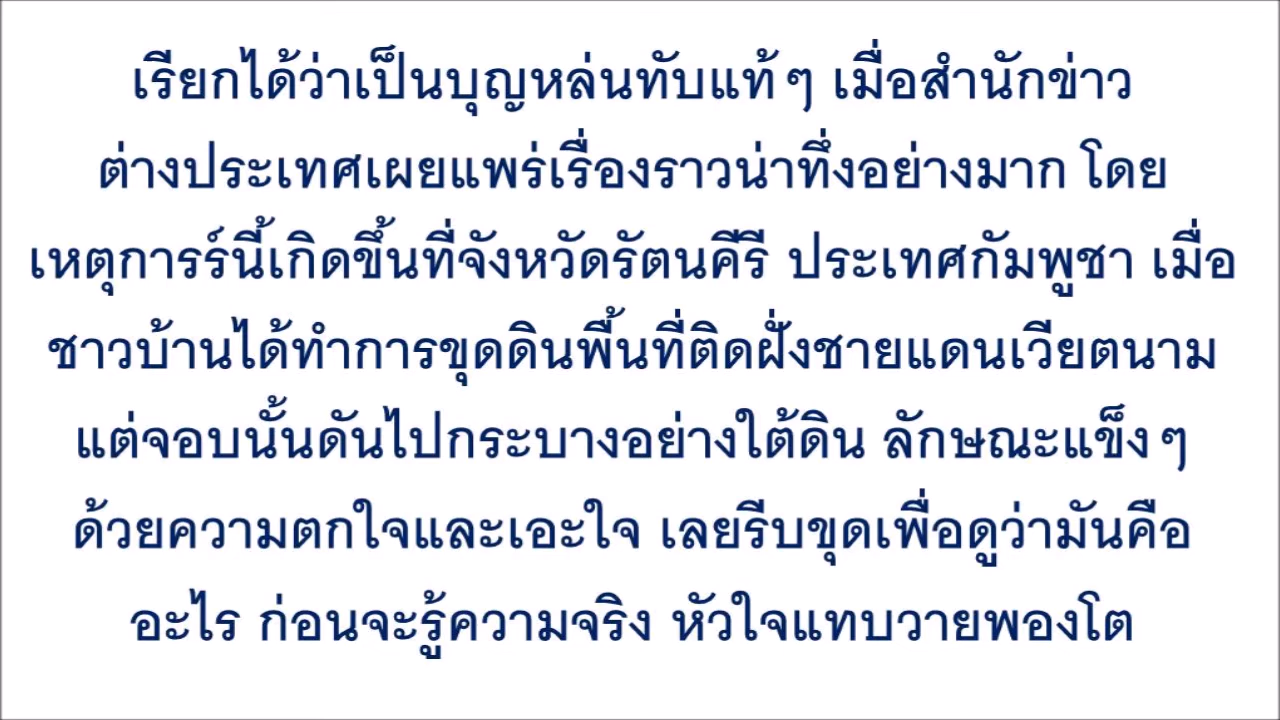 เรียกได้ว่าเป็นบุญหล่นทับแท้ๆ เมื่อสำนักข่าว
ต่างประเทศเผยแพร่เรื่องราวน่าทึ่งอย่างมาก โดย
เหตุการร์นี้เกิดขึ้นที่จังหวัดรัตนคีรี ประเทศกัมพูชา เมื่อ
ชาวบ้านได้ทำการขุดดินพื้นที่ติดฝั่งชายแดนเวียตนาม
แต่จอบนั้นดันไปกระบางอย่างใต้ดิน ลักษณะแข็งๆ
ด้วยความตกใจและเอะใจ เลยรีบขุดเพื่อดูว่ามันคือ
อะไร ก่อนจะรู้ความจริง หัวใจแทบวายพองโต